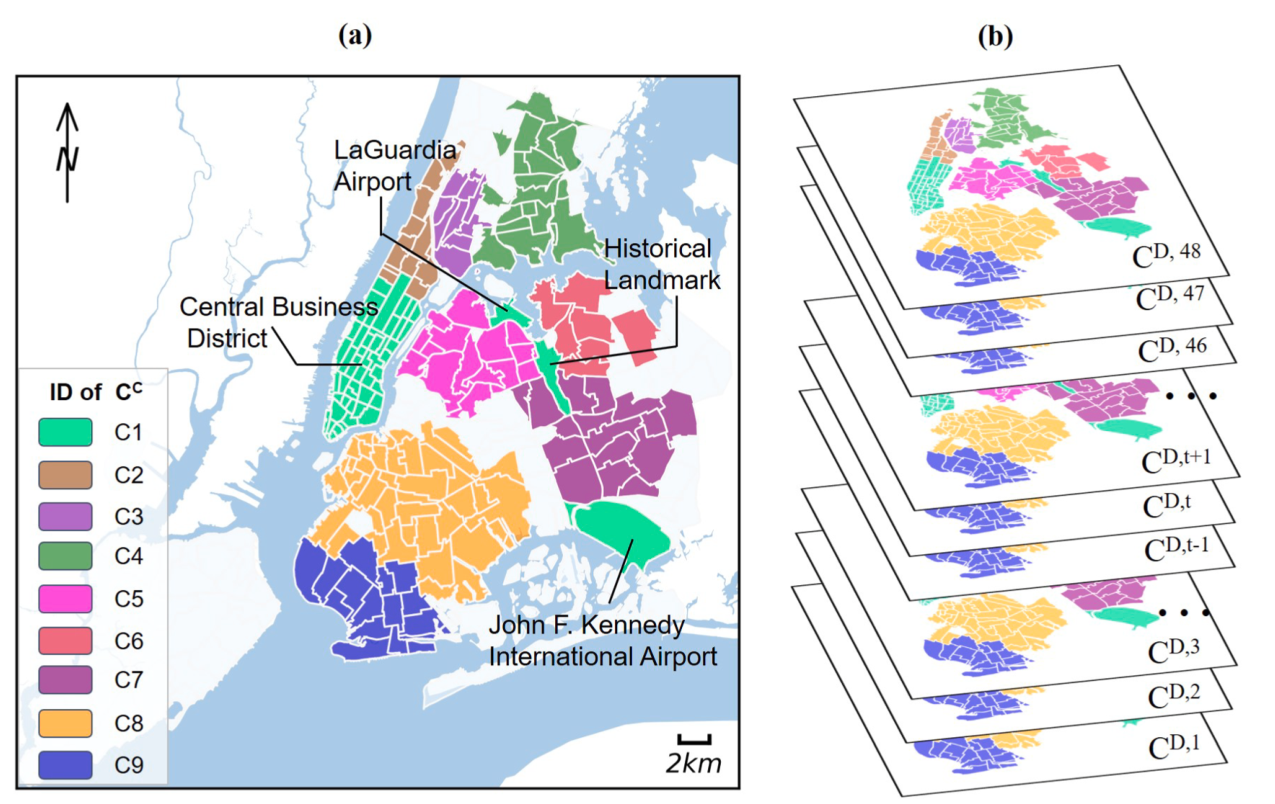 (a)
(b)
N
LaGuardia
Airport
Historical
Landmark
Central Business
District
ID of C^c
C1
C2
C3
C4
C5
C6
C7
C8
C9
John F. Kennedy
International Airport
2km
C^D, 48
C^D, 47
C^D, 46
• • •
C^D,t+1
C^D,t
C^D,t-1
• • •
C^D,3
C^D,2
C^D,1